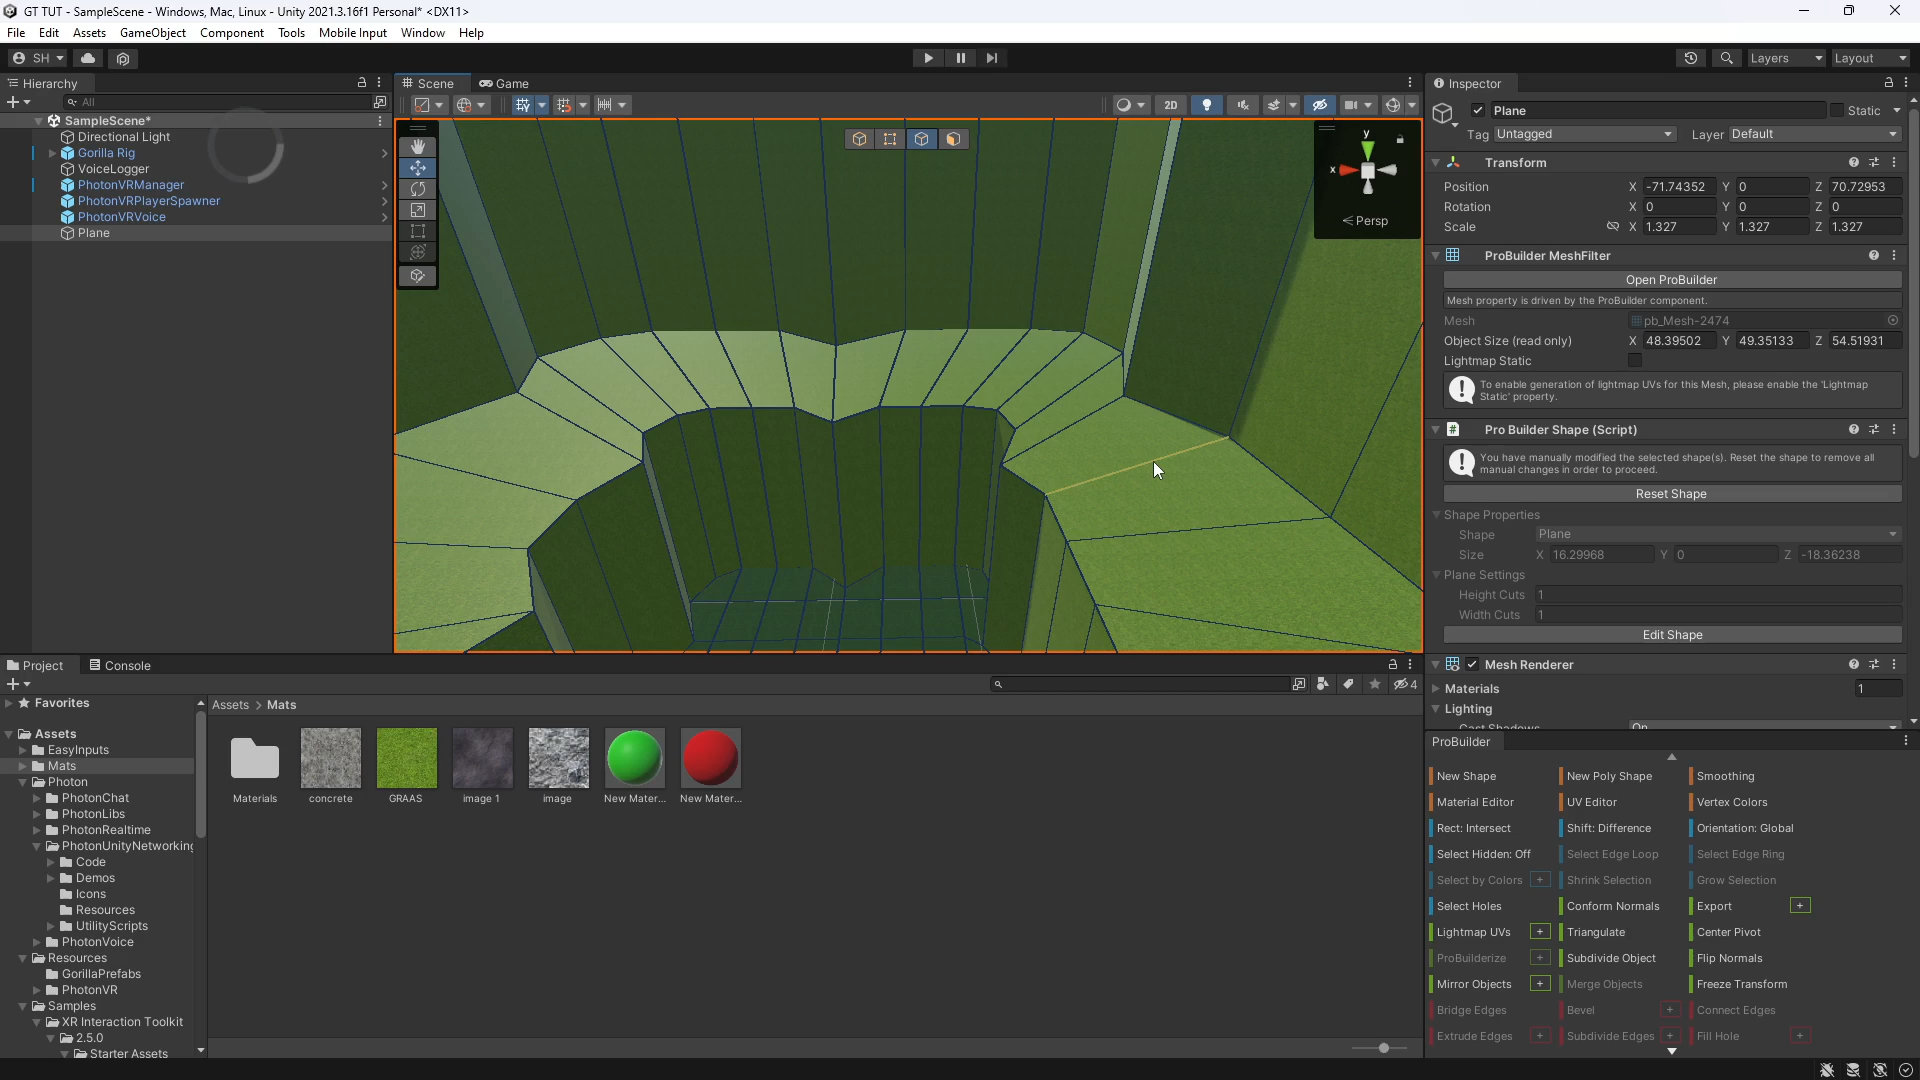 GT TUT - SampleScene - Windows, Mac, Linux - Unity 2021.3.16f1 Personal* <DX11>
File Edit Assets GameObject Component Tools Mobile Input Window Help
SH Layers Layout
Hierarchy
All
SampleScene*
Directional Light
Gorilla Rig
VoiceLogger
PhotonVRManager
PhotonVRPlayerSpawner
PhotonVRVoice
Plane
Scene Game
2D
y
x
Persp
Inspector
Plane Static
Tag Untagged Layer Default
Transform
Position X -71.74352 Y 0 Z 70.72953
Rotation X 0 Y 0 Z 0
Scale X 1.327 Y 1.327 Z 1.327
ProBuilder MeshFilter
Open ProBuilder
Mesh property is driven by the ProBuilder component.
Mesh pb_Mesh-2474
Object Size (read only) X 48.39502 Y 49.35133 Z 54.51931
Lightmap Static
To enable generation of lightmap UVs for this Mesh, please enable the 'Lightmap
Static' property.
Pro Builder Shape (Script)
You have manually modified the selected shape(s). Reset the shape to remove all
manual changes in order to proceed.
Reset Shape
Shape Properties
Shape Plane
Size X 16.29968 Y 0 Z -18.36238
Plane Settings
Height Cuts 1
Width Cuts 1
Edit Shape
Mesh Renderer
Materials 1
Lighting
Cast Shadows On
Project Console
4
Favorites
Assets
EasyInputs
Mats
Photon
PhotonChat
PhotonLibs
PhotonRealtime
PhotonUnityNetworking
Code
Demos
Icons
Resources
UtilityScripts
PhotonVoice
Resources
GorillaPrefabs
PhotonVR
Samples
XR Interaction Toolkit
2.5.0
Starter Assets
Assets > Mats
Materials concrete GRAAS image 1 image New Mater... New Mater...
ProBuilder
New Shape New Poly Shape Smoothing
Material Editor UV Editor Vertex Colors
Rect: Intersect Shift: Difference Orientation: Global
Select Hidden: Off Select Edge Loop Select Edge Ring
Select by Colors + Shrink Selection Grow Selection
Select Holes Conform Normals Export +
Lightmap UVs + Triangulate Center Pivot
ProBuilderize + Subdivide Object Flip Normals
Mirror Objects + Merge Objects Freeze Transform
Bridge Edges Bevel + Connect Edges
Extrude Edges + Subdivide Edges + Fill Hole +